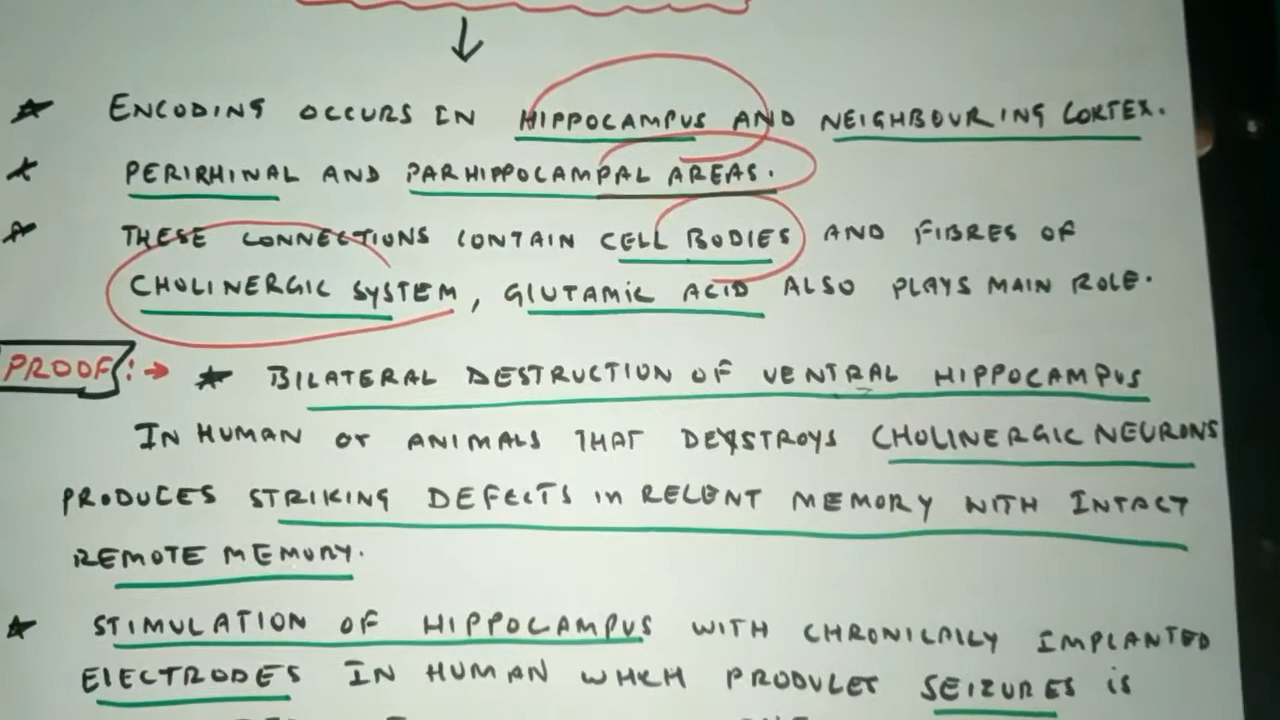 ★ ENCODING OCCURS IN HIPPOCAMPUS AND NEIGHBOURING CORTEX.
★ PERIRHINAL AND PARHIPPOCAMPAL AREAS.
★ THESE CONNECTIONS CONTAIN CELL BODIES AND FIBRES OF
CHOLINERGIC SYSTEM, GLUTAMIC ACID ALSO PLAYS MAIN ROLE.
PROOF:→ ★ BILATERAL DESTRUCTION OF VENTRAL HIPPOCAMPUS
IN HUMAN OR ANIMALS THAT DESTROYS CHOLINERGIC NEURONS
PRODUCES STRIKING DEFECTS IN RECENT MEMORY WITH INTACT
REMOTE MEMORY.
★ STIMULATION OF HIPPOCAMPUS WITH CHRONICALLY IMPLANTED
ELECTRODES IN HUMAN WHICH PRODUCES SEIZURES IS